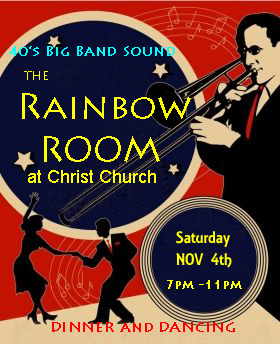 40's Big Band Sound
THE
Rainbow
Room
at Christ Church
Saturday
NOV 4th
7PM -11PM
Dinner and Dancing